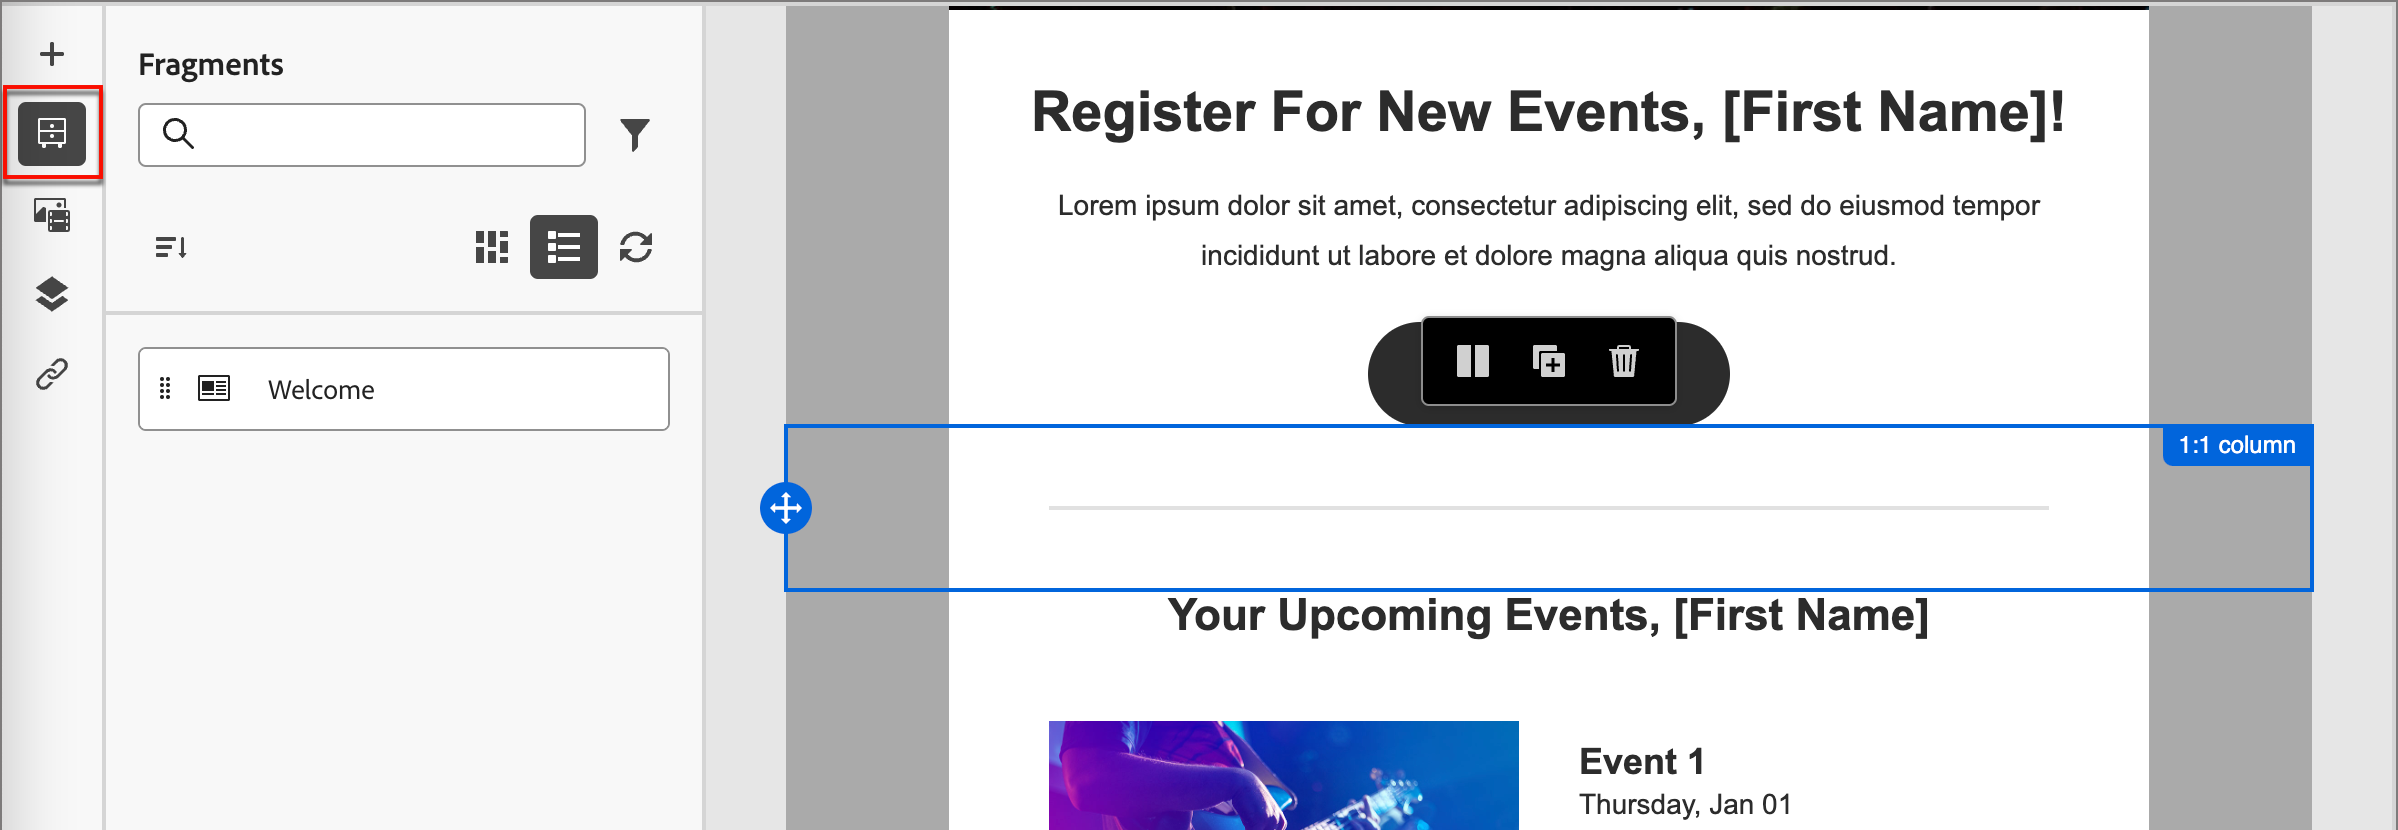 Fragments
Welcome
Register For New Events, [First Name]!
Lorem ipsum dolor sit amet, consectetur adipiscing elit, sed do eiusmod tempor
incididunt ut labore et dolore magna aliqua quis nostrud.
1:1 column
Your Upcoming Events, [First Name]
Event 1
Thursday, Jan 01